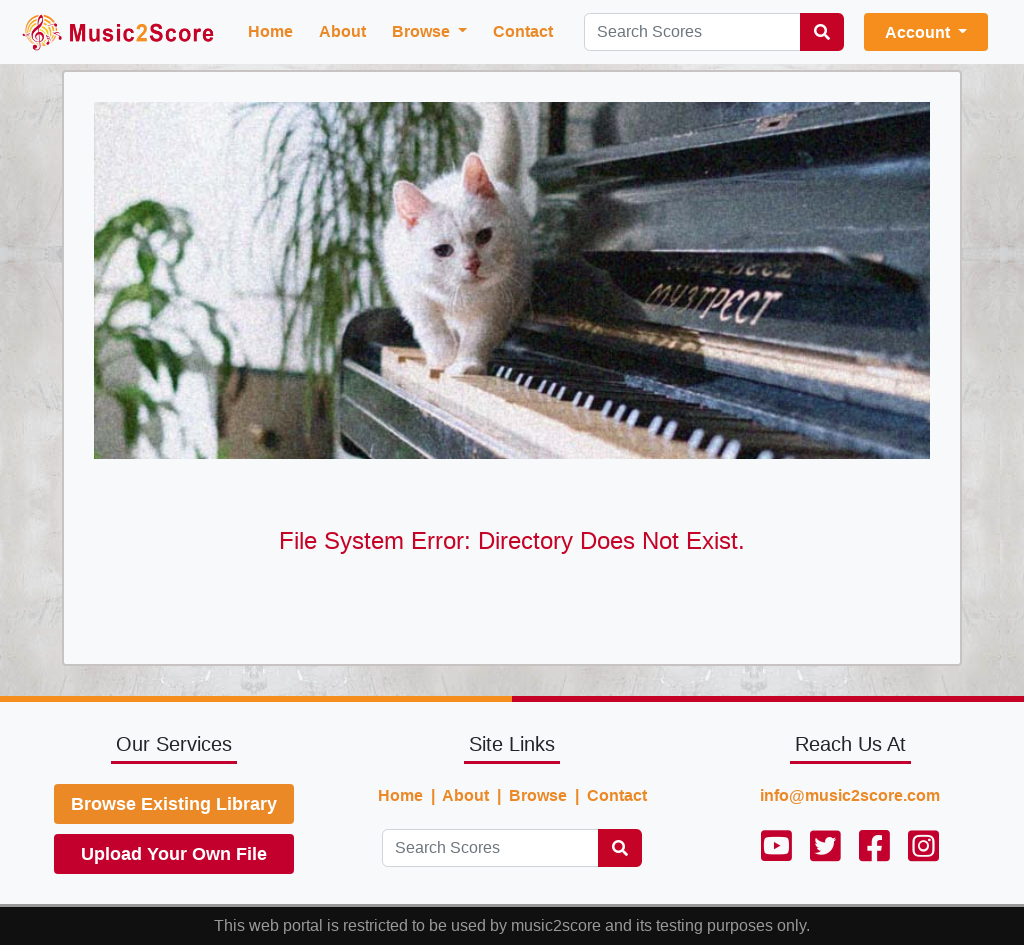 Music2Score
Home About Browse Contact
Search Scores
Account
МУЗТРЕСТ
File System Error: Directory Does Not Exist.
Our Services
Browse Existing Library
Upload Your Own File
Site Links
Home | About | Browse | Contact
Search Scores
Reach Us At
info@music2score.com
This web portal is restricted to be used by music2score and its testing purposes only.